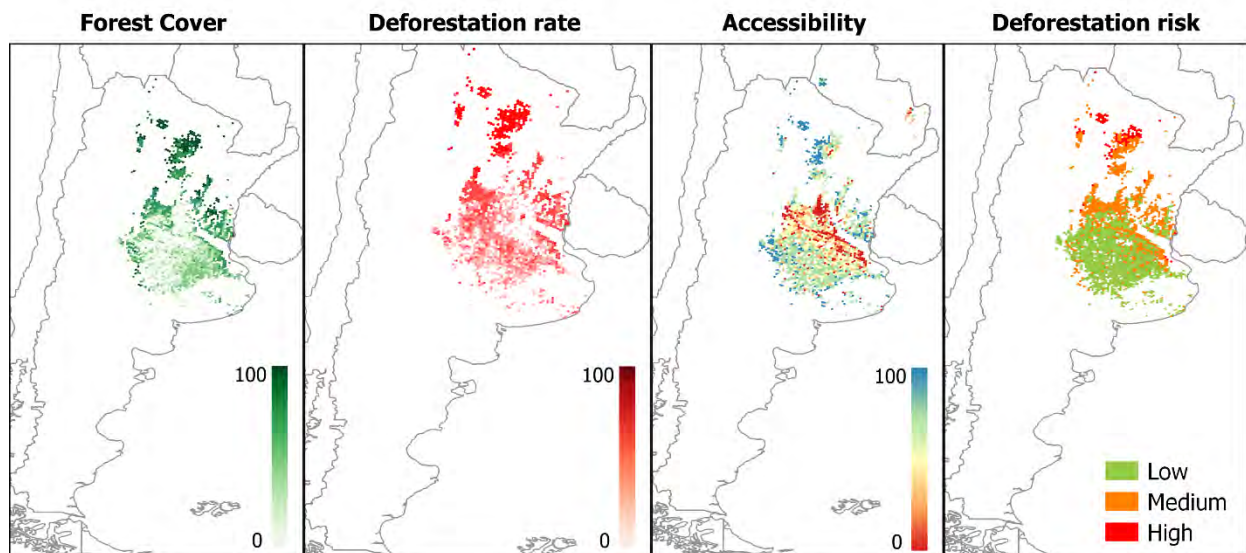 Forest Cover
Deforestation rate
Accessibility
Deforestation risk
100
0
100
0
100
0
Low
Medium
High